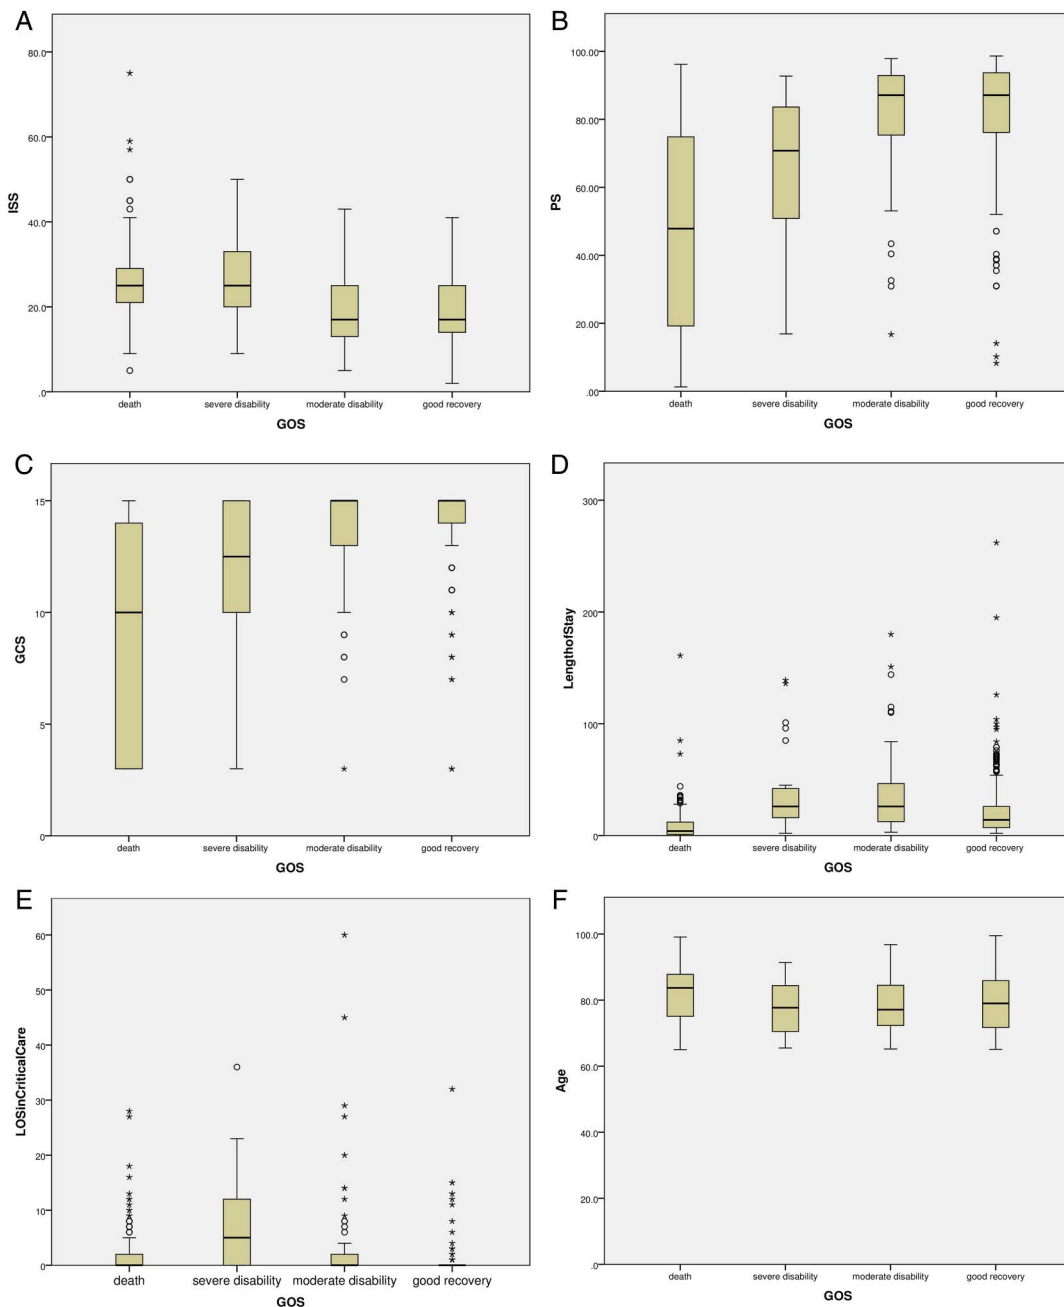 A
80.0
60.0
40.0
20.0
.0
ISS
death severe disability moderate disability good recovery
GOS
B
100.00
80.00
60.00
40.00
20.00
.00
PS
death severe disability moderate disability good recovery
GOS
C
15
10
5
0
GCS
death severe disability moderate disability good recovery
GOS
D
300
200
100
0
LengthofStay
death severe disability moderate disability good recovery
GOS
E
60
50
40
30
20
10
0
LOSinCriticalCare
death severe disability moderate disability good recovery
GOS
F
100.0
80.0
60.0
40.0
20.0
.0
Age
death severe disability moderate disability good recovery
GOS